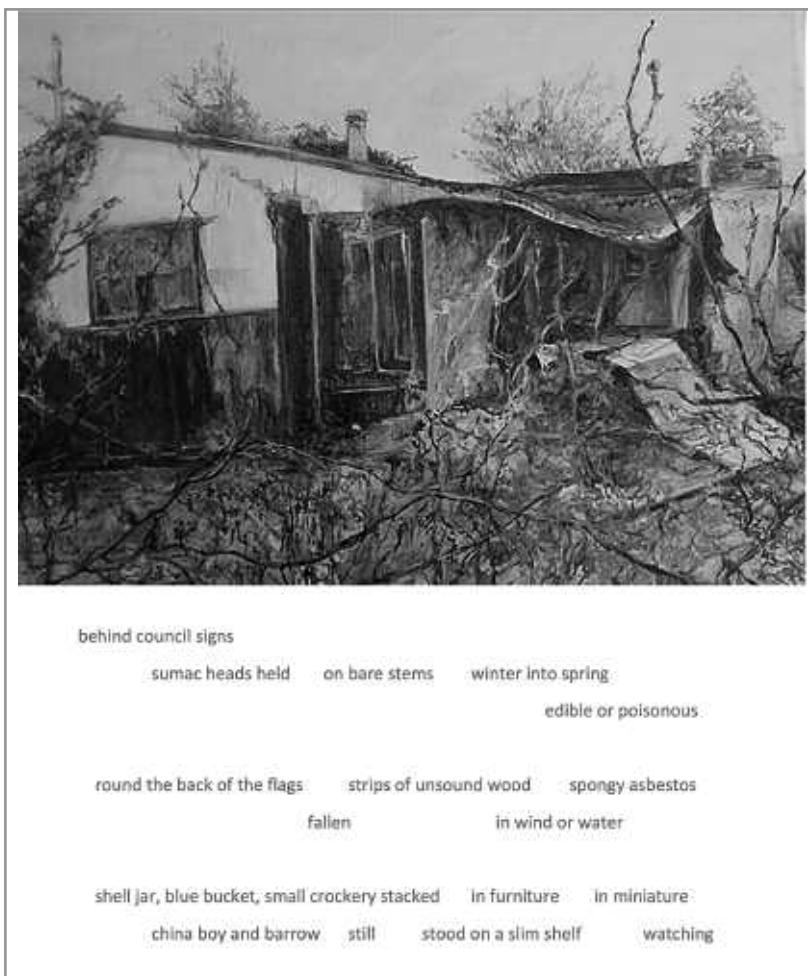 behind council signs
sumac heads held on bare stems winter into spring
edible or poisonous
round the back of the flags strips of unsound wood spongy asbestos
fallen in wind or water
shell jar, blue bucket, small crockery stacked in furniture in miniature
china boy and barrow still stood on a slim shelf watching